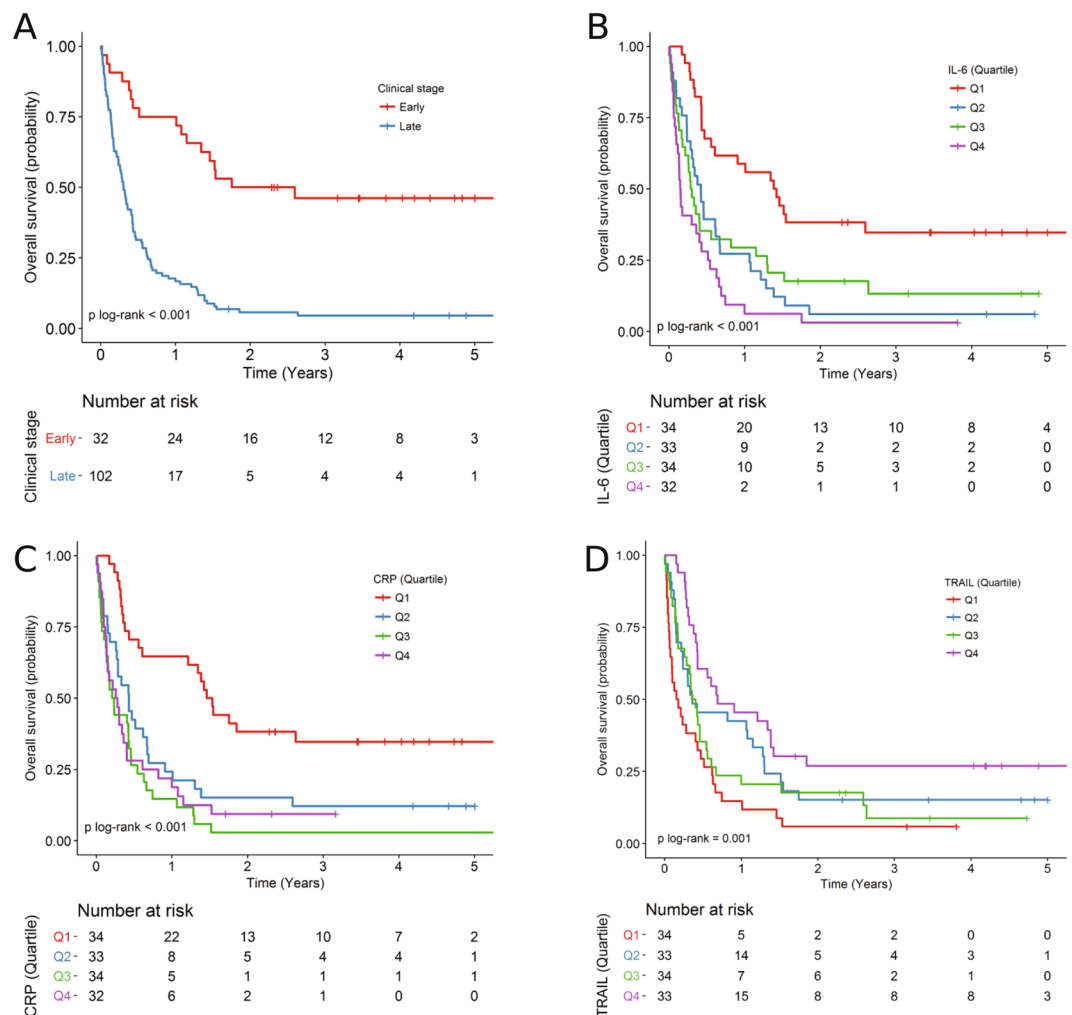 A
1.00
0.75
0.50
0.25
0.00
Overall survival (probability)
Clinical stage
Early
Late
p log-rank < 0.001
0 1 2 3 4 5
Time (Years)
Number at risk
Clinical stage
Early 32 24 16 12 8 3
Late 102 17 5 4 4 1
B
1.00
0.75
0.50
0.25
0.00
Overall survival (probability)
IL-6 (Quartile)
Q1
Q2
Q3
Q4
p log-rank < 0.001
0 1 2 3 4 5
Time (Years)
Number at risk
IL-6 (Quartile)
Q1 34 20 13 10 8 4
Q2 33 9 2 2 2 0
Q3 34 10 5 3 2 0
Q4 32 2 1 1 0 0
C
1.00
0.75
0.50
0.25
0.00
Overall survival (probability)
CRP (Quartile)
Q1
Q2
Q3
Q4
p log-rank < 0.001
0 1 2 3 4 5
Time (Years)
Number at risk
CRP (Quartile)
Q1 34 22 13 10 7 2
Q2 33 8 5 4 4 1
Q3 34 5 1 1 1 1
Q4 32 6 2 1 0 0
D
1.00
0.75
0.50
0.25
0.00
Overall survival (probability)
TRAIL (Quartile)
Q1
Q2
Q3
Q4
p log-rank = 0.001
0 1 2 3 4 5
Time (Years)
Number at risk
TRAIL (Quartile)
Q1 34 5 2 2 0 0
Q2 33 14 5 4 3 1
Q3 34 7 6 2 1 0
Q4 33 15 8 8 8 3